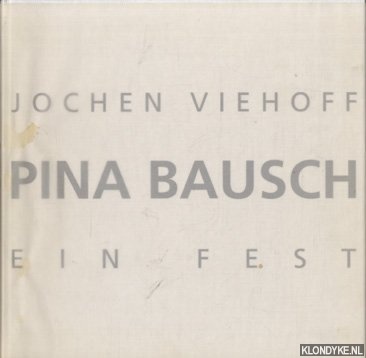 JOCHEN VIEHOFF
PINA BAUSCH
EIN FEST
KLONDYKE.NL